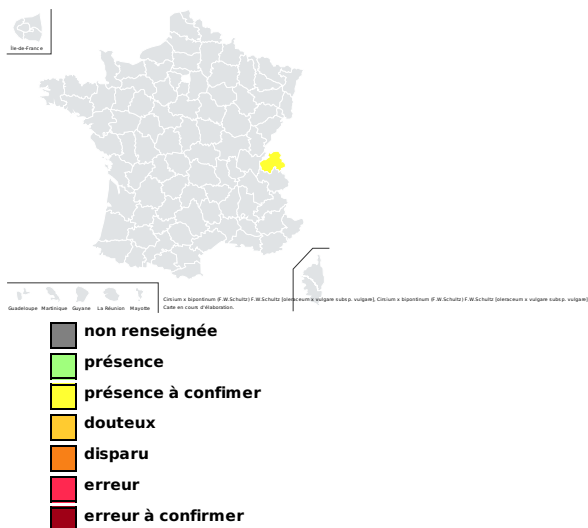 Île-de-France
Guadeloupe Martinique Guyane La Réunion Mayotte
Cirsium x bipontinum (F.W.Schultz) F.W.Schultz [oleraceum x vulgare subsp. vulgare], Cirsium x bipontinum (F.W.Schultz) F.W.Schultz [oleraceum x vulgare subsp. vulgare]
Carte en cours d'élaboration.
non renseignée
présence
présence à confimer
douteux
disparu
erreur
erreur à confirmer